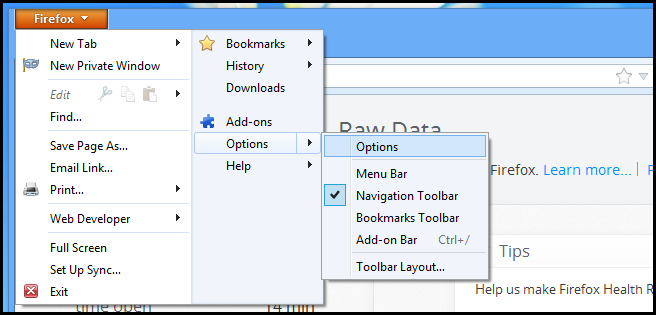 Firefox
New Tab
New Private Window
Edit
Find...
Save Page As...
Email Link...
Print...
Web Developer
Full Screen
Set Up Sync...
Exit
Bookmarks
History
Downloads
Add-ons
Options
Help
Options
Menu Bar
Navigation Toolbar
Bookmarks Toolbar
Add-on Bar Ctrl+/
Toolbar Layout...
Raw Data
Firefox. Learn more...
Tips
Help us make Firefox Health R
time open 14 min